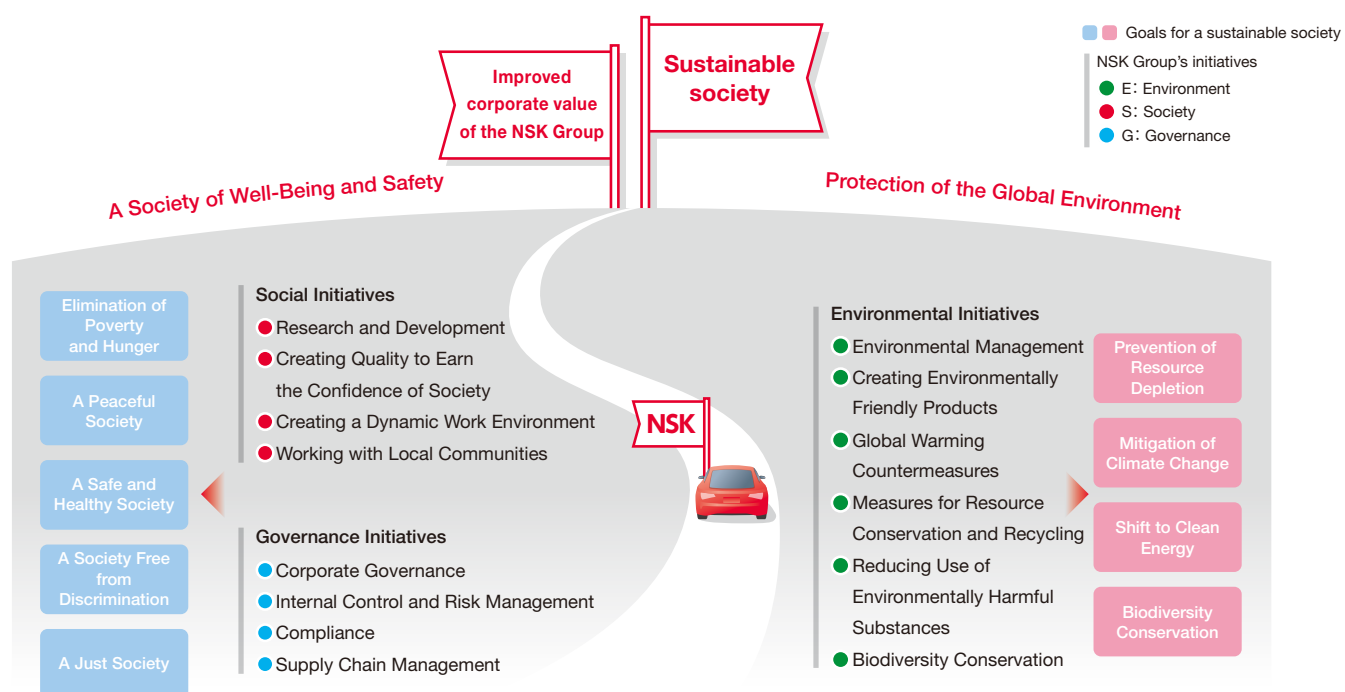 Improved
corporate value
of the NSK Group
Sustainable
society
Goals for a sustainable society
NSK Group's initiatives
E: Environment
S: Society
G: Governance
A Society of Well-Being and Safety
Protection of the Global Environment
Elimination of
Poverty
and Hunger
A Peaceful
Society
A Safe and
Healthy Society
A Society Free
from
Discrimination
A Just Society
Social Initiatives
Research and Development
Creating Quality to Earn
the Confidence of Society
Creating a Dynamic Work Environment
Working with Local Communities
Governance Initiatives
Corporate Governance
Internal Control and Risk Management
Compliance
Supply Chain Management
NSK
Environmental Initiatives
Environmental Management
Creating Environmentally
Friendly Products
Global Warming
Countermeasures
Measures for Resource
Conservation and Recycling
Reducing Use of
Environmentally Harmful
Substances
Biodiversity Conservation
Prevention of
Resource
Depletion
Mitigation of
Climate Change
Shift to Clean
Energy
Biodiversity
Conservation